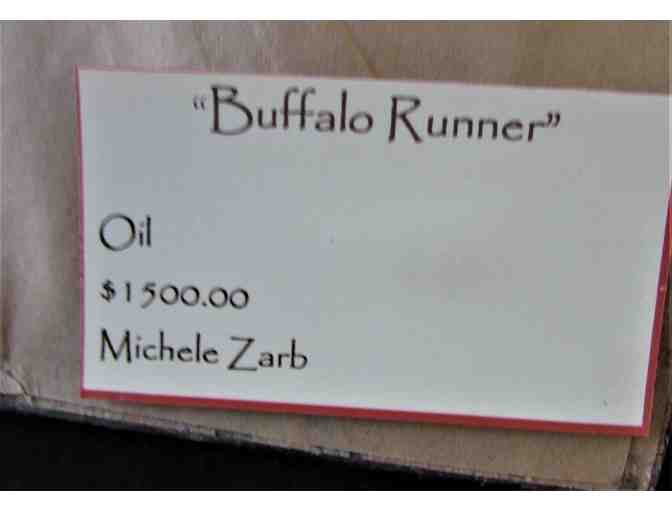 “Buffalo Runner”
Oil
$1500.00
Michele Zarb